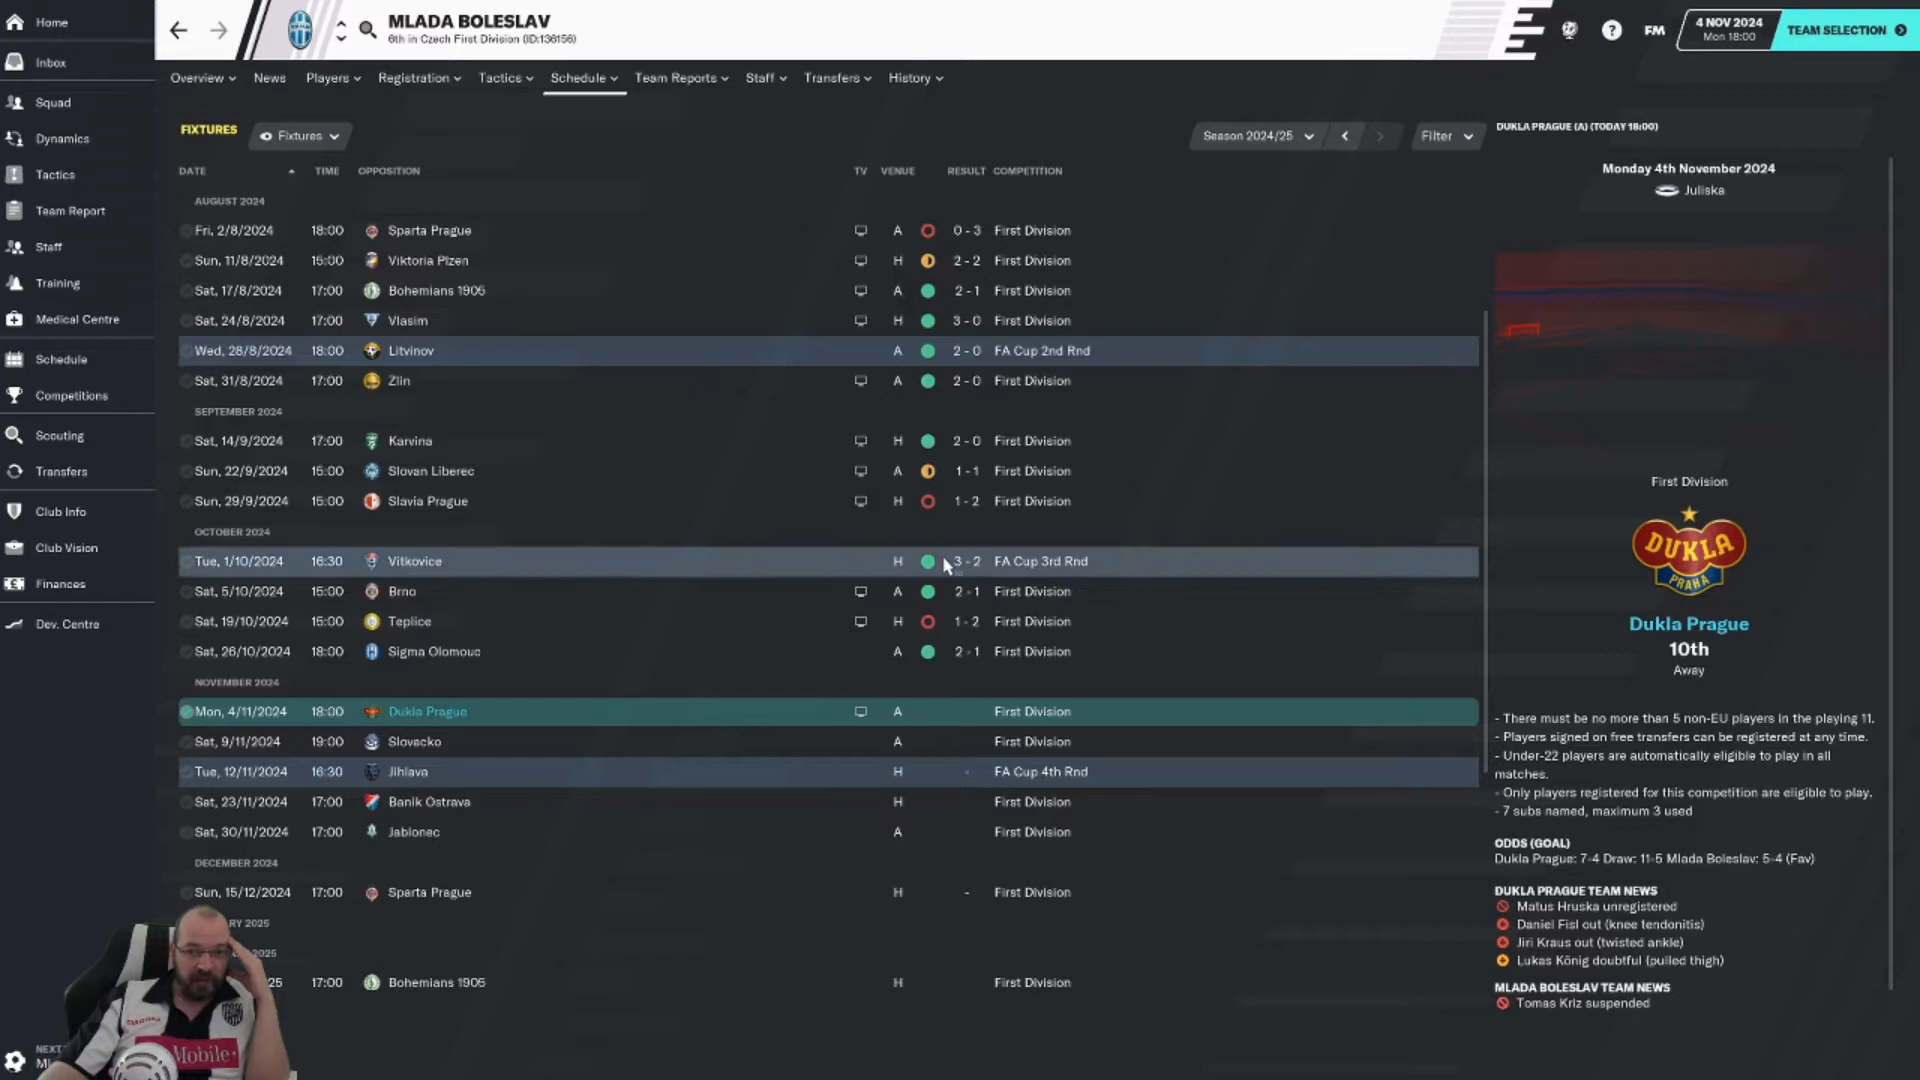 Home
Inbox
Squad
Dynamics
Tactics
Team Report
Staff
Training
Medical Centre
Schedule
Competitions
Scouting
Transfers
Club Info
Club Vision
Finances
Dev. Centre
NEXT
MLADA BOLESLAV
6th in Czech First Division (ID:136156)
FM
4 NOV 2024
Mon 18:00
TEAM SELECTION
Overview News Players Registration Tactics Schedule Team Reports Staff Transfers History
FIXTURES Fixtures Season 2024/25 Filter
DATE TIME OPPOSITION TV VENUE RESULT COMPETITION
AUGUST 2024
Fri, 2/8/2024 18:00 Sparta Prague A 0 - 3 First Division
Sun, 11/8/2024 15:00 Viktoria Plzen H 2 - 2 First Division
Sat, 17/8/2024 17:00 Bohemians 1905 A 2 - 1 First Division
Sat, 24/8/2024 17:00 Vlasim H 3 - 0 First Division
Wed, 28/8/2024 18:00 Litvinov A 2 - 0 FA Cup 2nd Rnd
Sat, 31/8/2024 17:00 Zlin A 2 - 0 First Division
SEPTEMBER 2024
Sat, 14/9/2024 17:00 Karvina H 2 - 0 First Division
Sun, 22/9/2024 15:00 Slovan Liberec A 1 - 1 First Division
Sun, 29/9/2024 15:00 Slavia Prague H 1 - 2 First Division
OCTOBER 2024
Tue, 1/10/2024 16:30 Vitkovice H 3 - 2 FA Cup 3rd Rnd
Sat, 5/10/2024 15:00 Brno A 2 - 1 First Division
Sat, 19/10/2024 15:00 Teplice H 1 - 2 First Division
Sat, 26/10/2024 18:00 Sigma Olomouc A 2 - 1 First Division
NOVEMBER 2024
Mon, 4/11/2024 18:00 Dukla Prague A First Division
Sat, 9/11/2024 19:00 Slovacko A First Division
Tue, 12/11/2024 16:30 Jihlava H - FA Cup 4th Rnd
Sat, 23/11/2024 17:00 Banik Ostrava H First Division
Sat, 30/11/2024 17:00 Jablonec A First Division
DECEMBER 2024
Sun, 15/12/2024 17:00 Sparta Prague H - First Division
RY 2025
2025
25 17:00 Bohemians 1905 H First Division
DUKLA PRAGUE (A) (TODAY 18:00)
Monday 4th November 2024
Juliska
First Division
DUKLA
PRAHA
Dukla Prague
10th
Away
- There must be no more than 5 non-EU players in the playing 11.
- Players signed on free transfers can be registered at any time.
- Under-22 players are automatically eligible to play in all
matches.
- Only players registered for this competition are eligible to play.
- 7 subs named, maximum 3 used
ODDS (GOAL)
Dukla Prague: 7-4 Draw: 11-5 Mlada Boleslav: 5-4 (Fav)
DUKLA PRAGUE TEAM NEWS
Matus Hruska unregistered
Daniel Fisl out (knee tendonitis)
Jiri Kraus out (twisted ankle)
Lukas König doubtful (pulled thigh)
MLADA BOLESLAV TEAM NEWS
Tomas Kriz suspended
Mobile